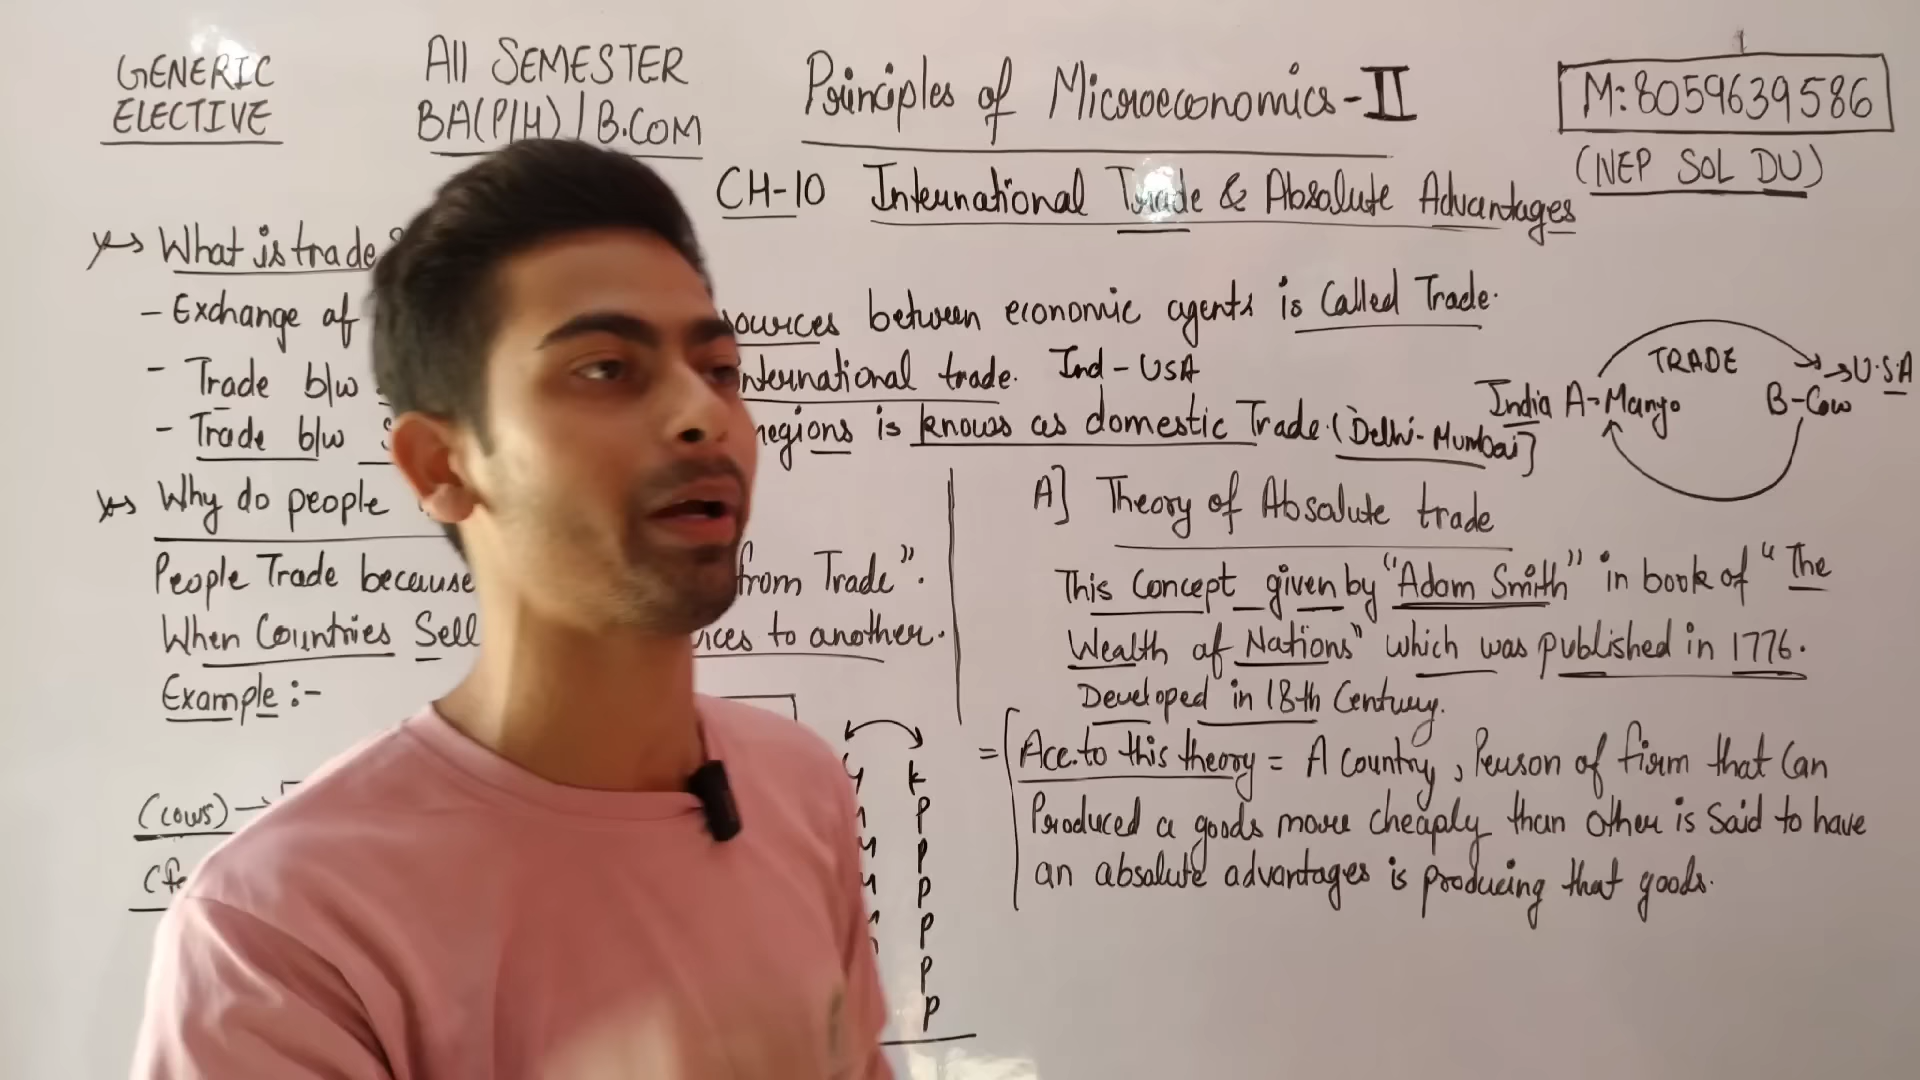 GENERIC
ELECTIVE
All SEMESTER
BA(P/H) / B.COM
Principles of Microeconomics-II
M: 8059639586
(NEP SOL DU)
CH-10 International Trade & Absolute Advantages
What is trade
- Exchange of
between economic agents is Called Trade.
- Trade b/w
international trade. Ind - USA
- Trade b/w
regions is knows as domestic Trade. (Delhi - Mumbai]
TRADE
India A-Mango
B-Cow
→U.S.A
Why do people
People Trade because
from Trade".
When Countries Sell
to another.
Example :-
(cows)
A] Theory of Absolute trade
This Concept given by "Adam Smith" in book of "The
Wealth of Nations" which was published in 1776.
Developed in 18th Century.
= Acc. to this theory = A country, Person of firm that Can
Produced a goods more cheaply than other is Said to have
an absolute advantages is producing that goods.
K
P
P
P
P
P
P